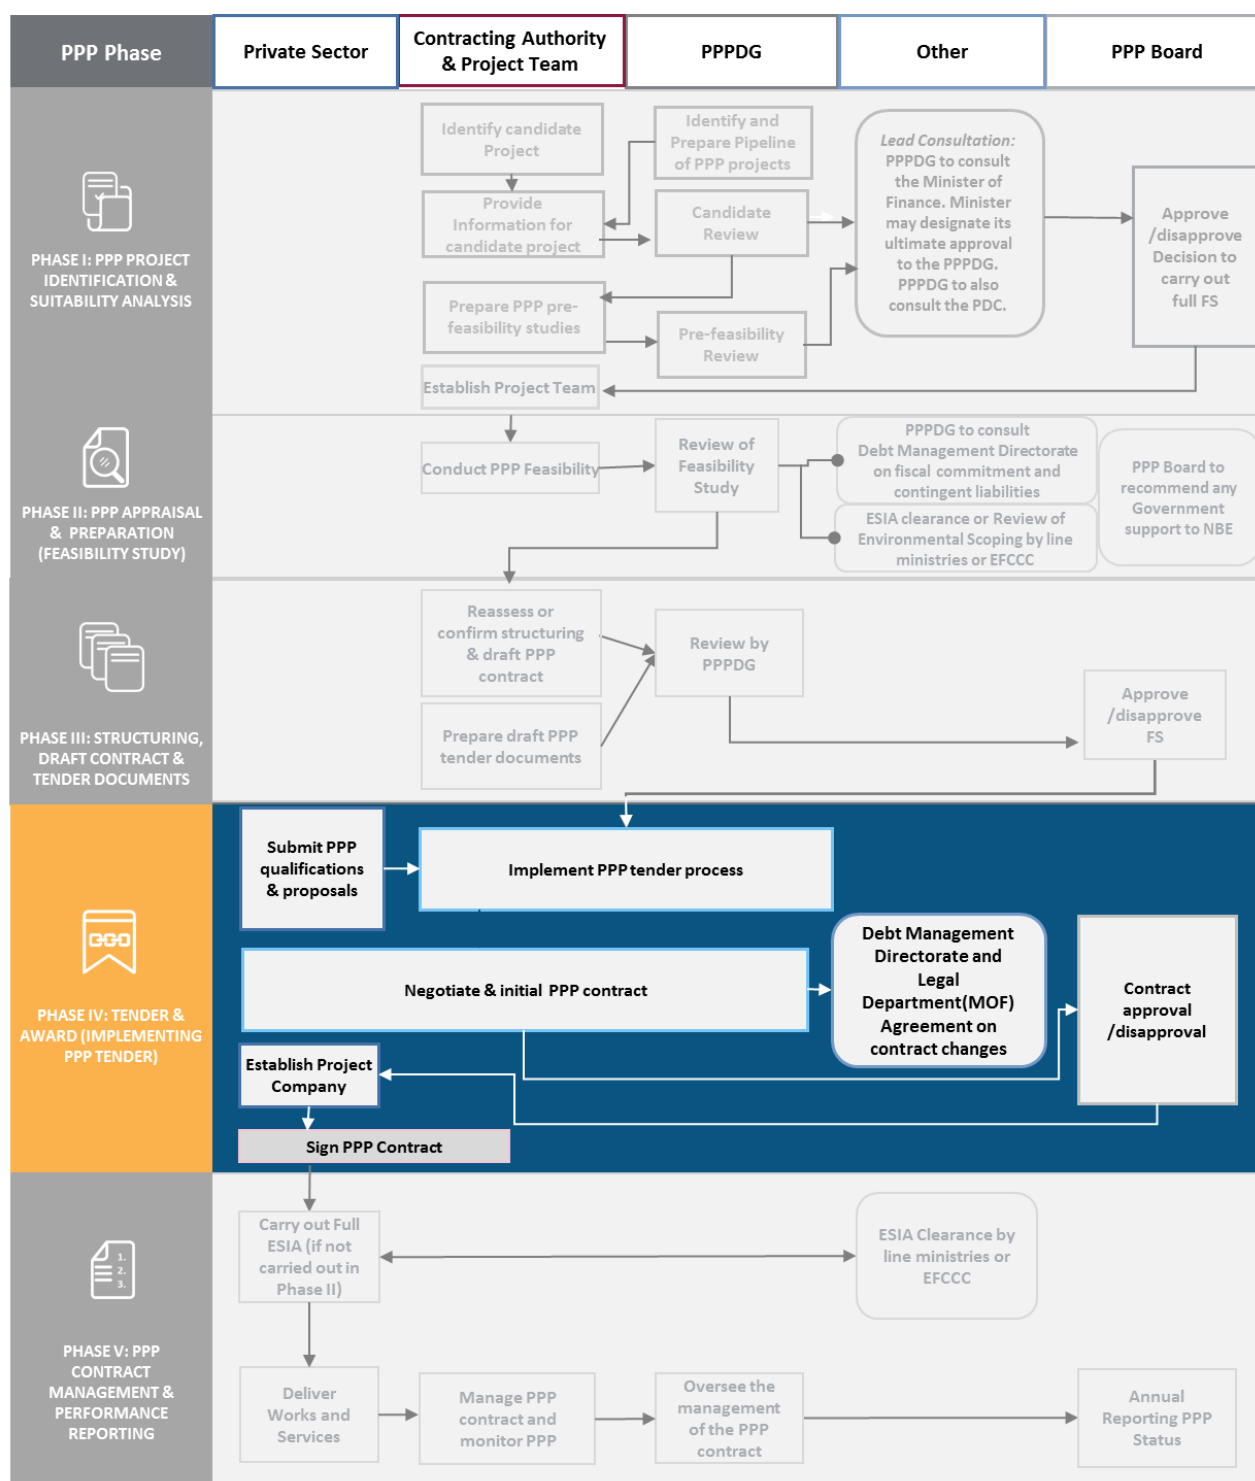 PPP Phase
Private Sector
Contracting Authority
& Project Team
PPPDG
Other
PPP Board
PHASE I: PPP PROJECT
IDENTIFICATION &
SUITABILITY ANALYSIS
Identify candidate
Project
Identify and
Prepare Pipeline
of PPP projects
Provide
Information for
candidate project
Candidate
Review
Prepare PPP pre-
feasibility studies
Pre-feasibility
Review
Establish Project Team
Lead Consultation:
PPPDG to consult
the Minister of
Finance. Minister
may designate its
ultimate approval
to the PPPDG.
PPPDG to also
consult the PDC.
Approve
/disapprove
Decision to
carry out
full FS
PHASE II: PPP APPRAISAL
& PREPARATION
(FEASIBILITY STUDY)
Conduct PPP Feasibility
Review of
Feasibility
Study
PPPDG to consult
Debt Management Directorate
on fiscal commitment and
contingent liabilities
ESIA clearance or Review of
Environmental Scoping by line
ministries or EFCCC
PPP Board to
recommend any
Government
support to NBE
PHASE III: STRUCTURING,
DRAFT CONTRACT &
TENDER DOCUMENTS
Reassess or
confirm structuring
& draft PPP
contract
Prepare draft PPP
tender documents
Review by
PPPDG
Approve
/disapprove
FS
PHASE IV: TENDER &
AWARD (IMPLEMENTING
PPP TENDER)
Submit PPP
qualifications
& proposals
Implement PPP tender process
Negotiate & initial PPP contract
Debt Management
Directorate and
Legal
Department(MOF)
Agreement on
contract changes
Contract
approval
/disapproval
Establish Project
Company
Sign PPP Contract
PHASE V: PPP
CONTRACT
MANAGEMENT &
PERFORMANCE
REPORTING
1.
2.
3.
Carry out Full
ESIA (if not
carried out in
Phase II)
ESIA Clearance by
line ministries or
EFCCC
Deliver
Works and
Services
Manage PPP
contract and
monitor PPP
Oversee the
management
of the PPP
contract
Annual
Reporting PPP
Status